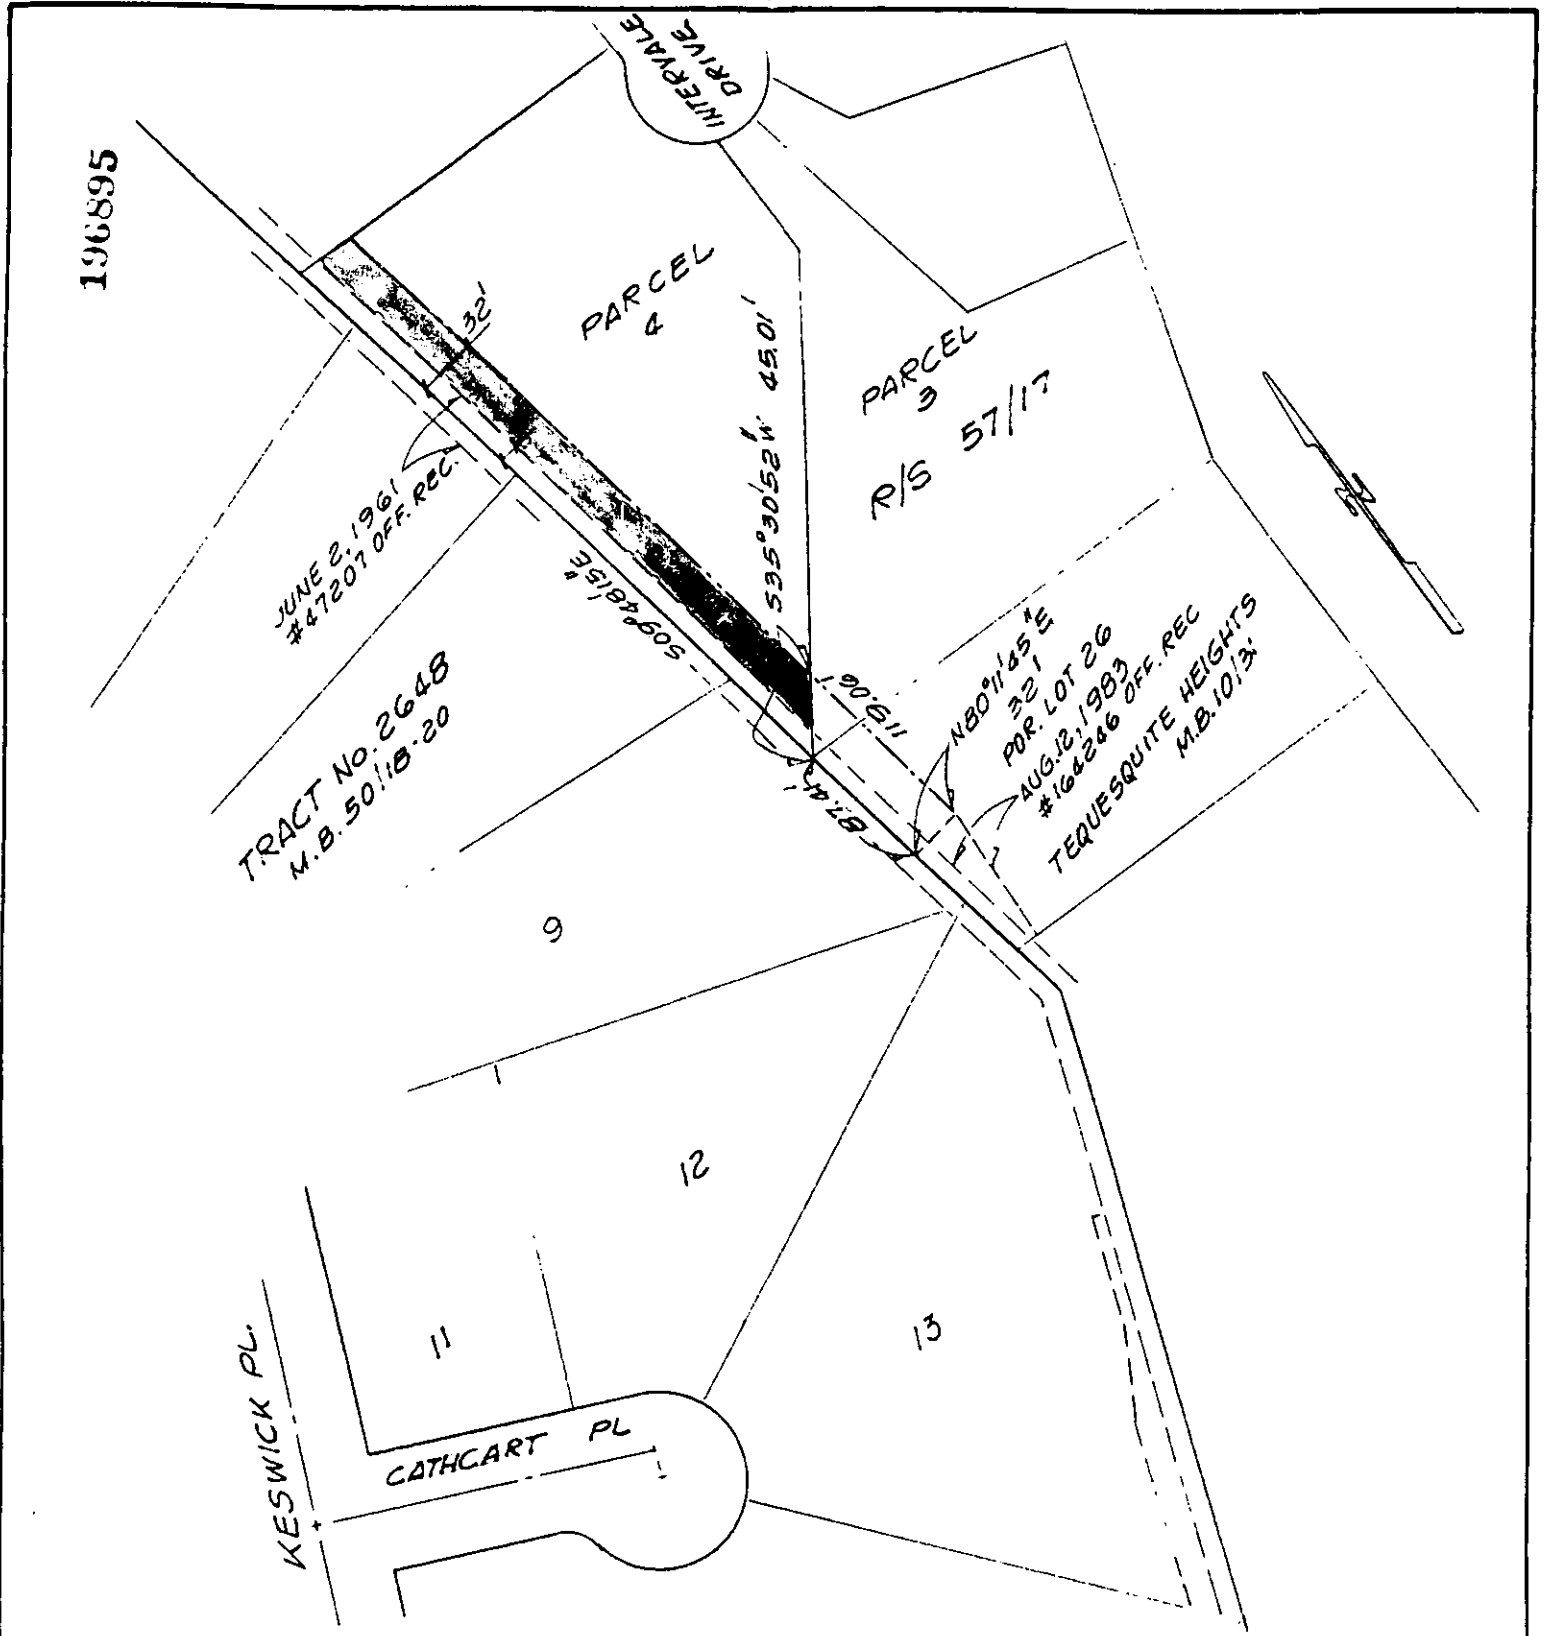 196895
INTERVALE
DRIVE
PARCEL
4
32'
S35°30'52"W 45.01'
PARCEL
3
R/S 57/17
JUNE 2, 1961
#47207 OFF. REC.
S09°48'15"E
TRACT NO. 2648
M.B. 50/18-20
119.06'
87.41'
N80°11'45"E
32'
POR. LOT 26
AUG. 12, 1983
#164246 OFF. REC
TEQUESQUITE HEIGHTS
M.B. 10/3
N
9
12
11
13
KESWICK PL.
CATHCART PL